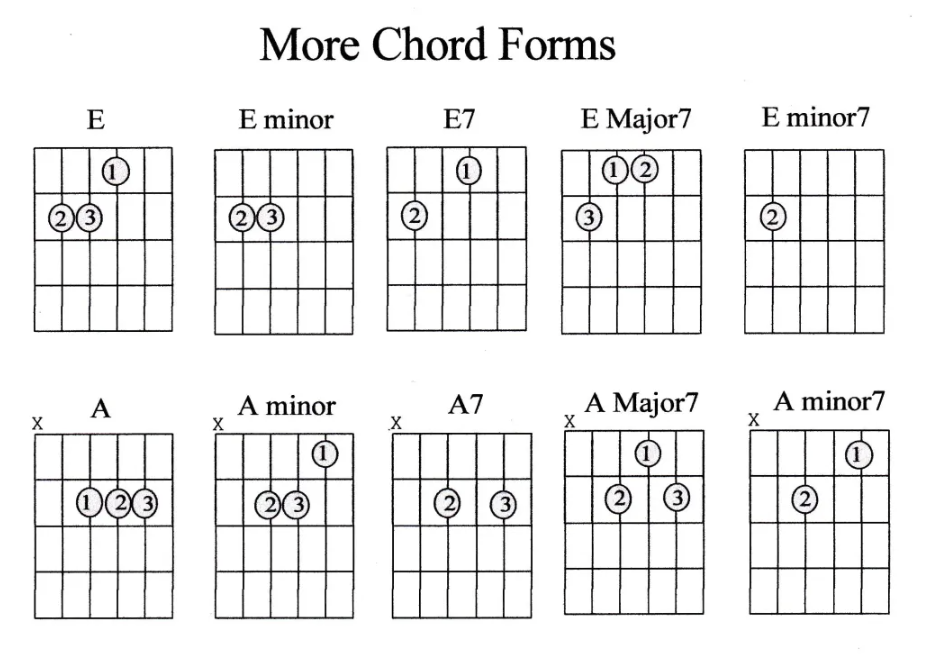 More Chord Forms
E E minor E7 E Major7 E minor7
1 1 1 2
2 3 2 3 2 3 2
A A minor A7 A Major7 A minor7
X X X X X
1 1 1
1 2 3 2 3 2 3 2 3 2